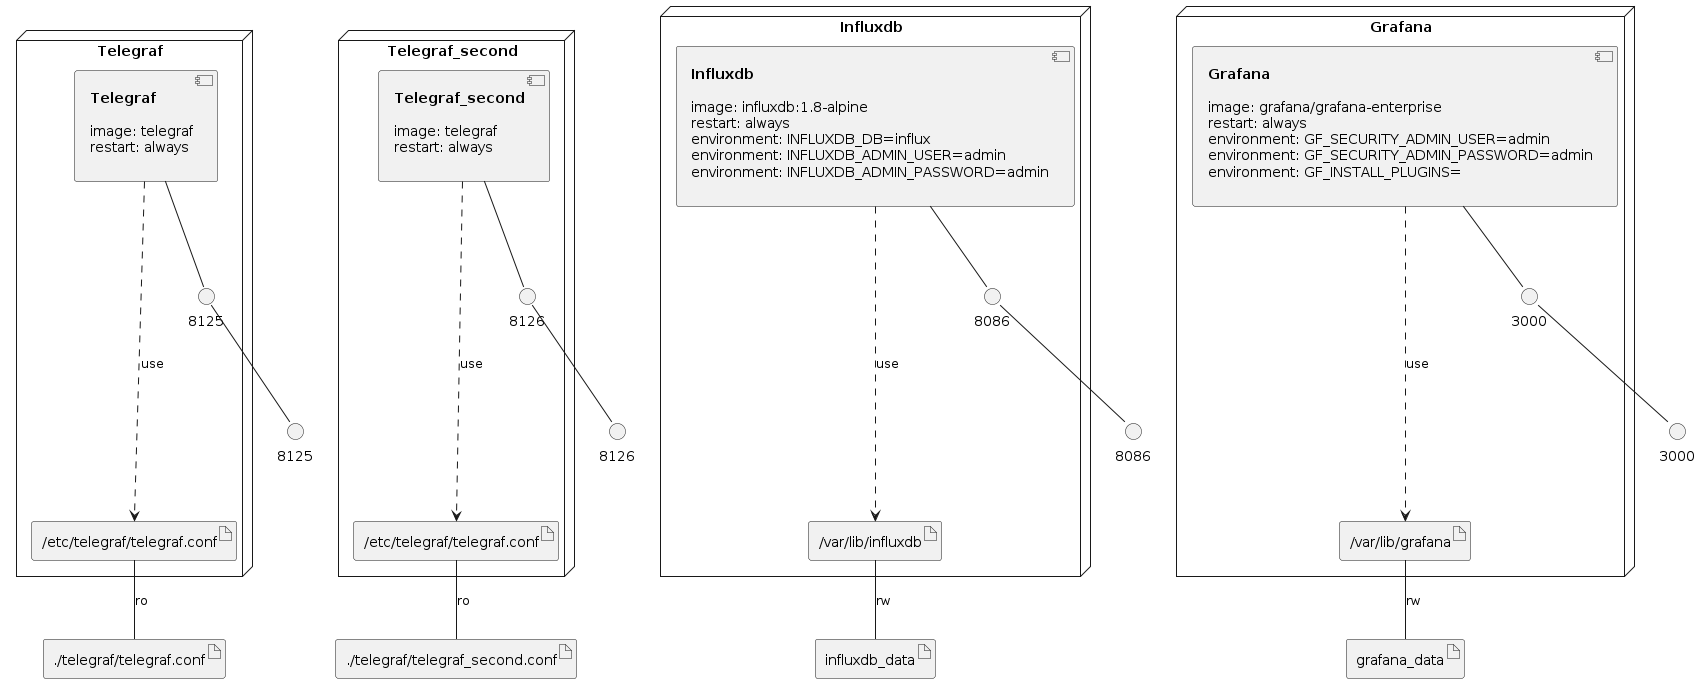 Telegraf
Telegraf
image: telegraf
restart: always
8125
use
8125
/etc/telegraf/telegraf.conf
ro
./telegraf/telegraf.conf
Telegraf_second
Telegraf_second
image: telegraf
restart: always
8126
use
8126
/etc/telegraf/telegraf.conf
ro
./telegraf/telegraf_second.conf
Influxdb
Influxdb
image: influxdb:1.8-alpine
restart: always
environment: INFLUXDB_DB=influx
environment: INFLUXDB_ADMIN_USER=admin
environment: INFLUXDB_ADMIN_PASSWORD=admin
8086
use
8086
/var/lib/influxdb
rw
influxdb_data
Grafana
Grafana
image: grafana/grafana-enterprise
restart: always
environment: GF_SECURITY_ADMIN_USER=admin
environment: GF_SECURITY_ADMIN_PASSWORD=admin
environment: GF_INSTALL_PLUGINS=
3000
use
3000
/var/lib/grafana
rw
grafana_data